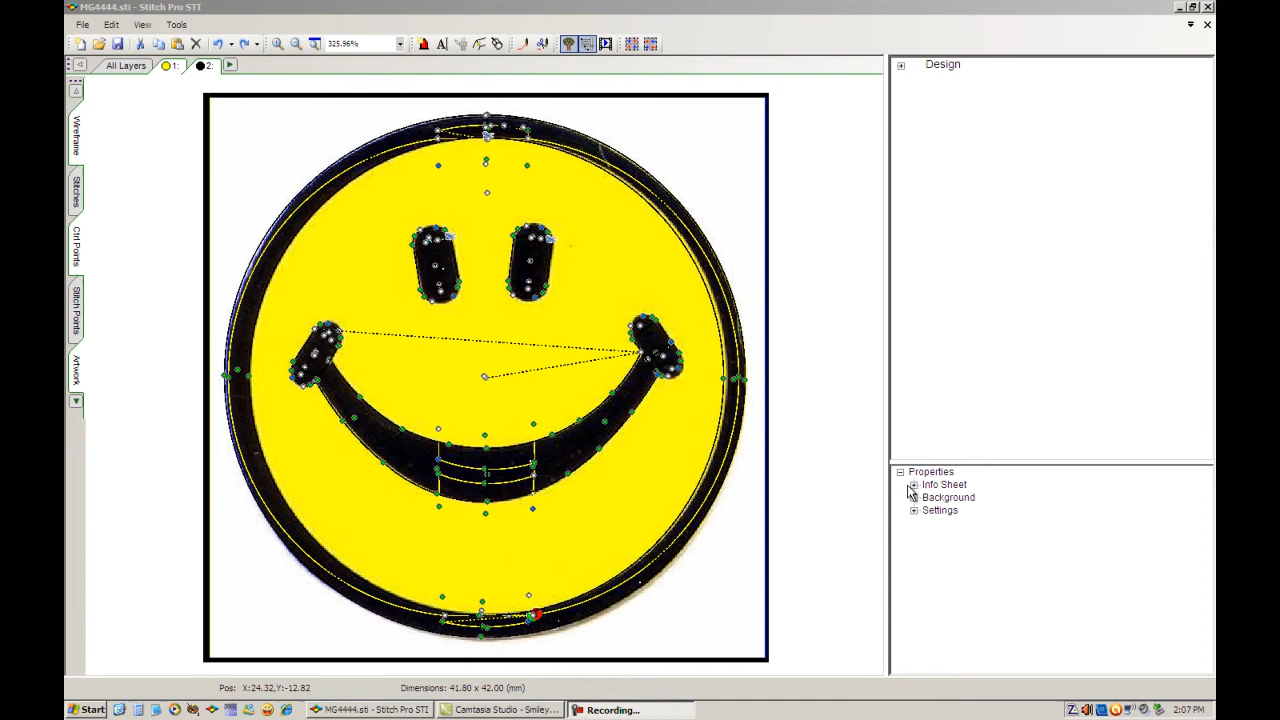 MG4444.sti - Stitch Pro STI
File Edit View Tools
A 325.96%
All Layers 1: 2:
Wireframe
Stitches
Ctrl Points
Stitch Points
Artwork
Design
Properties
Info Sheet
Background
Settings
Pos: X:24.32,Y:-12.82 Dimensions: 41.80 x 42.00 (mm)
Start MG4444.sti - Stitch Pro STI Camtasia Studio - Smiley... Recording... 2:07 PM